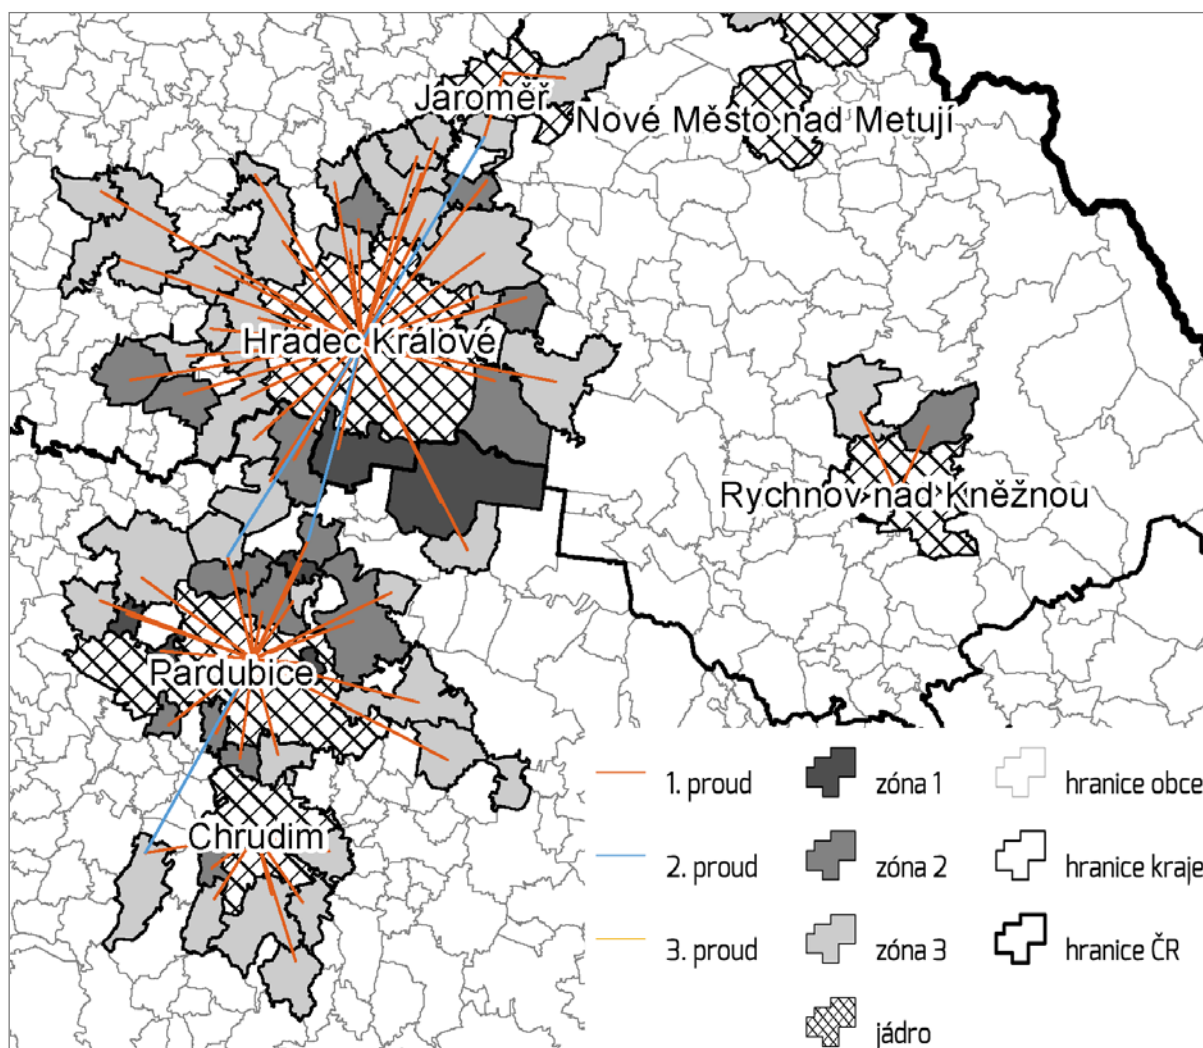 Jaroměř
Nové Město nad Metují
Hradec Králové
Rychnov nad Kněžnou
Pardubice
Chrudim
1. proud
zóna 1
hranice obce
2. proud
zóna 2
hranice kraje
3. proud
zóna 3
hranice ČR
jádro